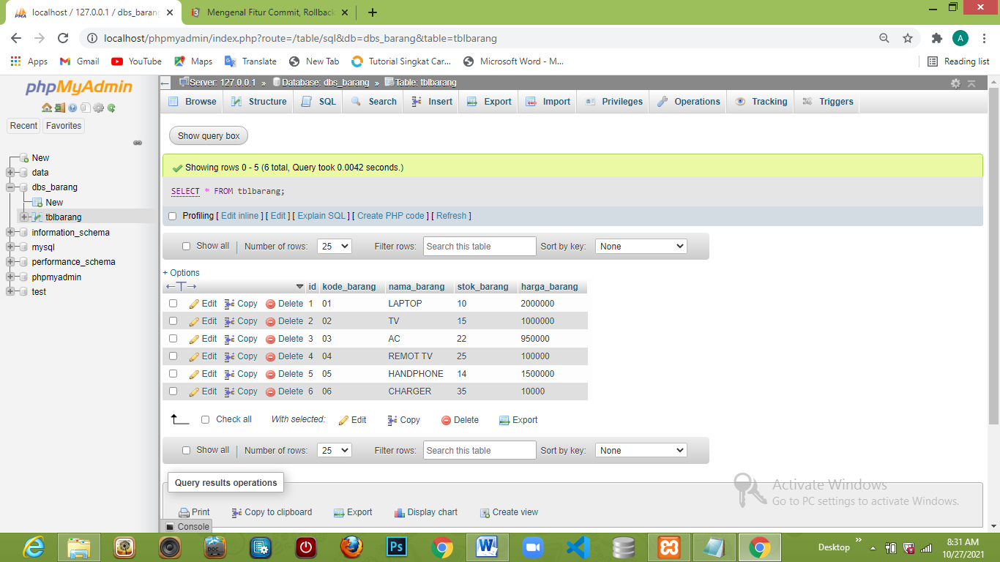 localhost / 127.0.0.1 / dbs_barang
Mengenal Fitur Commit, Rollback
localhost/phpmyadmin/index.php?route=/table/sql&db=dbs_barang&table=tblbarang
A
Apps Gmail YouTube Maps Translate New Tab Tutorial Singkat Car... Microsoft Word - M... Reading list
PMA
phpMyAdmin
Recent Favorites
New
data
dbs_barang
New
tblbarang
information_schema
mysql
performance_schema
phpmyadmin
test
Server: 127.0.0.1 » Database: dbs_barang » Table: tblbarang
Browse Structure SQL Search Insert Export Import Privileges Operations Tracking Triggers
Show query box
Showing rows 0 - 5 (6 total, Query took 0.0042 seconds.)
SELECT * FROM tblbarang;
Profiling [ Edit inline ] [ Edit ] [ Explain SQL ] [ Create PHP code ] [ Refresh ]
Show all Number of rows: 25 Filter rows: Search this table Sort by key: None
+ Options
←T→ id kode_barang nama_barang stok_barang harga_barang
Edit Copy Delete 1 01 LAPTOP 10 2000000
Edit Copy Delete 2 02 TV 15 1000000
Edit Copy Delete 3 03 AC 22 950000
Edit Copy Delete 4 04 REMOT TV 25 100000
Edit Copy Delete 5 05 HANDPHONE 14 1500000
Edit Copy Delete 6 06 CHARGER 35 10000
Check all With selected: Edit Copy Delete Export
Show all Number of rows: 25 Filter rows: Search this table Sort by key: None
Query results operations
Print Copy to clipboard Export Display chart Create view
Console
Activate Windows
Go to PC settings to activate Windows.
DOC
Ps
Desktop »
8:31 AM
10/27/2021